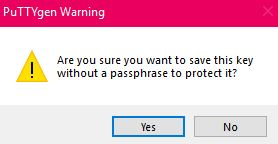 PuTTYgen Warning
Are you sure you want to save this key
without a passphrase to protect it?
Yes
No